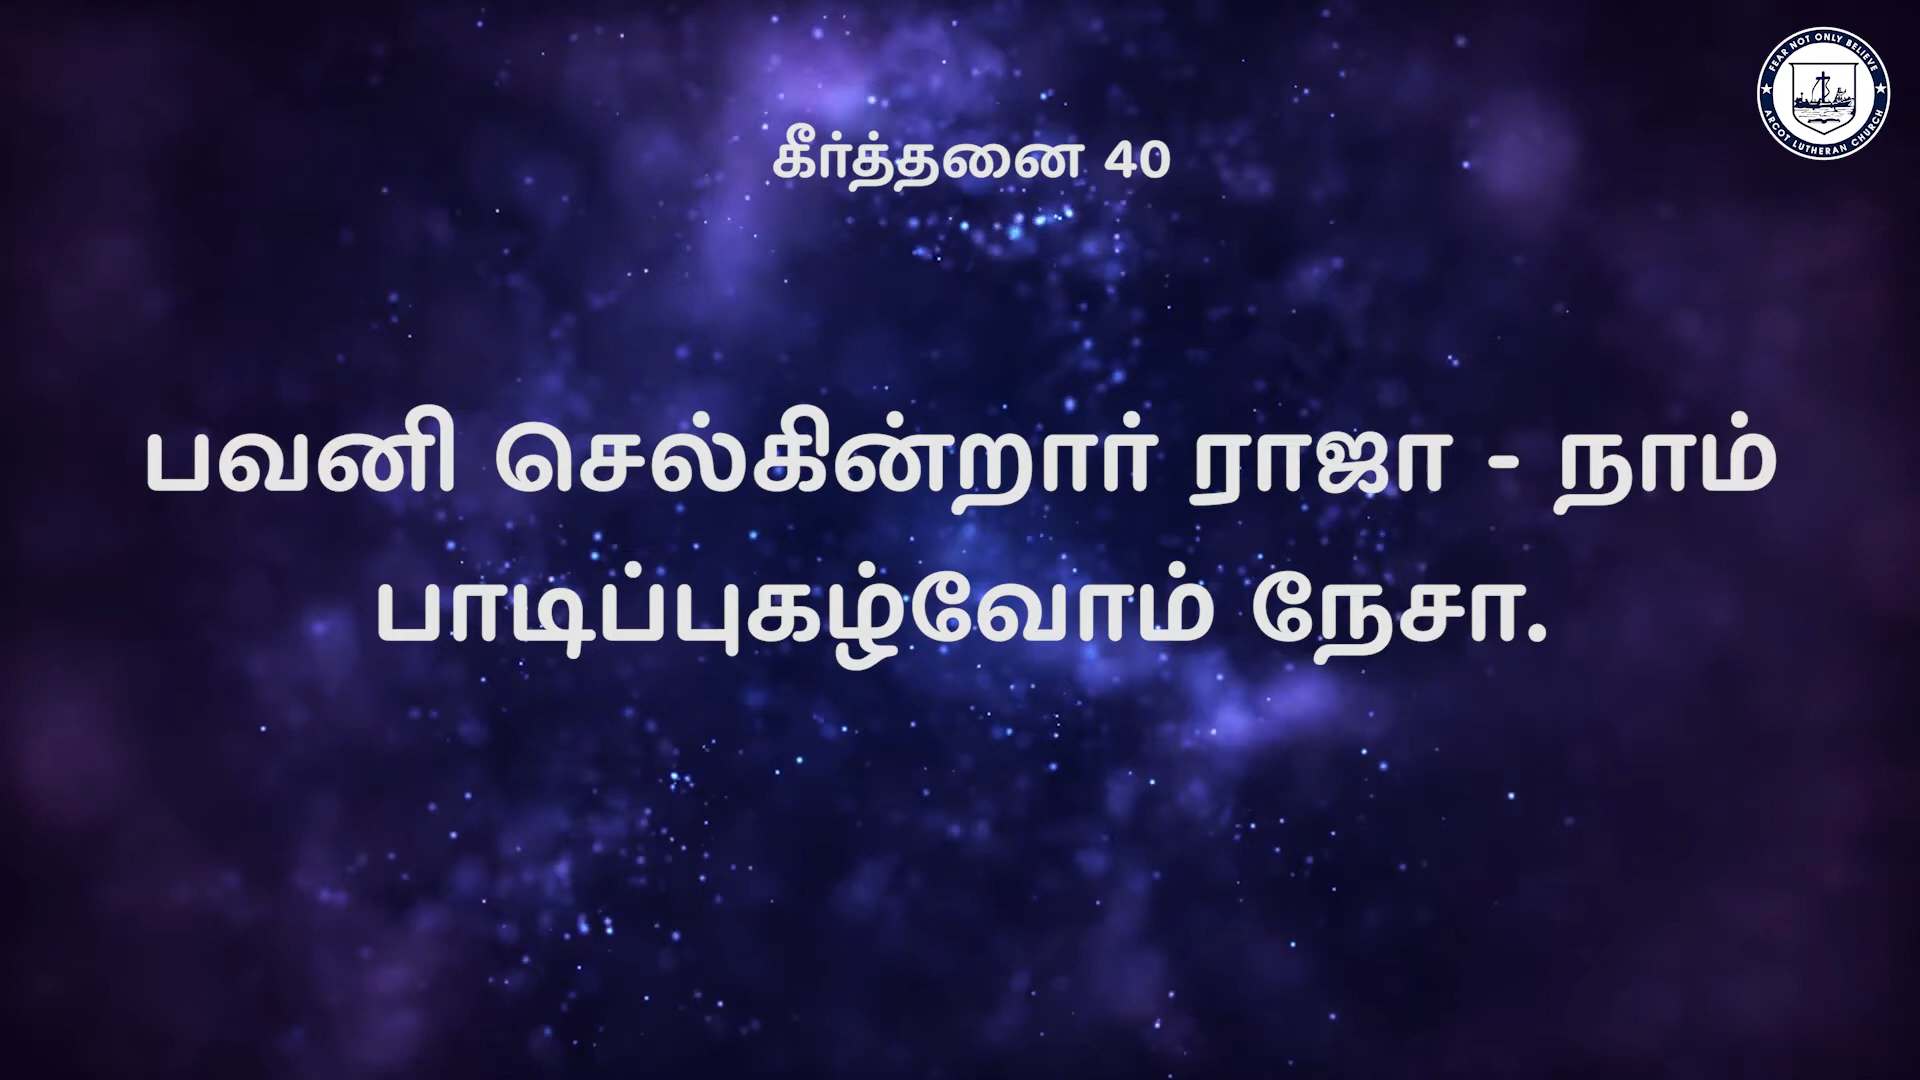 கீர்த்தனை 40
பவனி செல்கின்றார் ராஜா - நாம்
பாடிப்புகழ்வோம் நேசா.
FEAR NOT ONLY BELIEVE
ARCOT LUTHERAN CHURCH